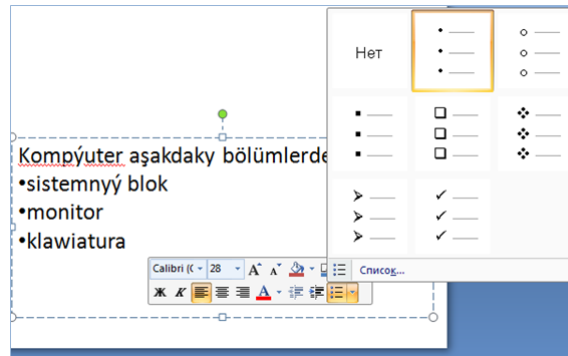 Нет
Kompýuter aşakdaky bölümlerde
•sistemnyý blok
•monitor
•klawiatura
Calibri (С 28 A A
Список...
Ж К A